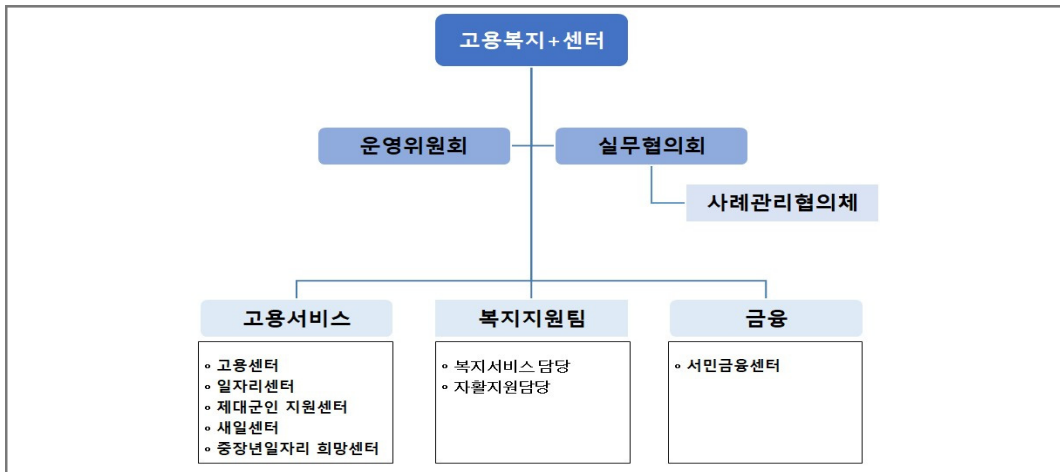 고용복지+센터
운영위원회
실무협의회
사례관리협의체
고용서비스
복지지원팀
금융
고용센터
일자리센터
제대군인 지원센터
새일센터
중장년일자리 희망센터
복지서비스 담당
자활지원담당
서민금융센터